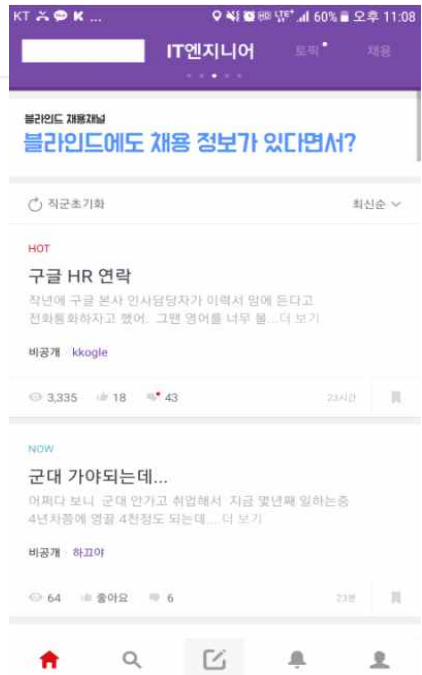 KT K ... 60% 오후 11:08
IT엔지니어 토픽 채용
블라인드 채용채널
블라인드에도 채용 정보가 있다면서?
직군초기화 최신순
HOT
구글 HR 연락
작년에 구글 본사 인사담당자가 이력서 맘에 든다고
전화통화하자고 했어. 그땐 영어를 너무 몰...더 보기
비공개 · kkogle
3,335 18 43 23시간
NOW
군대 가야되는데...
어쩌다 보니 군대 안가고 취업해서 지금 몇년째 일하는중
4년차쯤에 영끌 4천정도 되는데....더 보기
비공개 · 하끄야
64 좋아요 6 23분